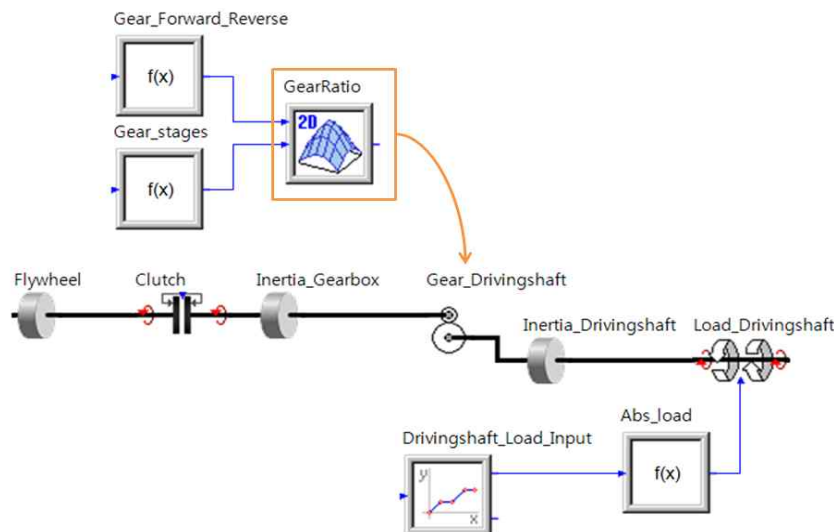 Gear_Forward_Reverse
f(x)
GearRatio
2D
Gear_stages
f(x)
Flywheel
Clutch
Inertia_Gearbox
Gear_Drivingshaft
Inertia_Drivingshaft
Load_Drivingshaft
Drivingshaft_Load_Input
Abs_load
y
x
f(x)